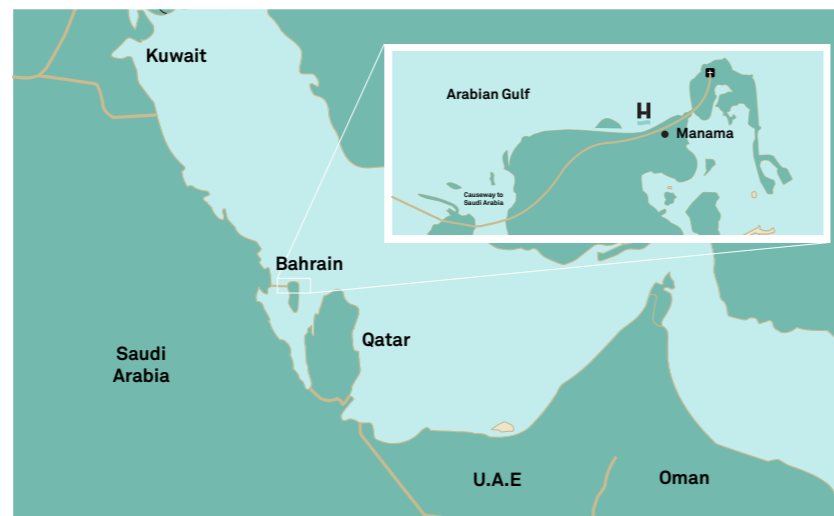 Kuwait
Arabian Gulf
H
Manama
Causeway to
Saudi Arabia
Bahrain
Qatar
Saudi
Arabia
U.A.E
Oman